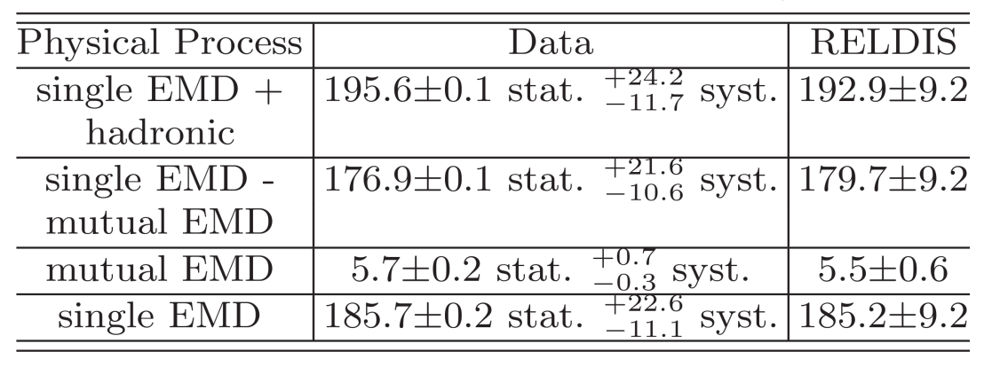 Physical Process Data RELDIS
single EMD + 195.6±0.1 stat. +24.2 −11.7 syst. 192.9±9.2
hadronic
single EMD - 176.9±0.1 stat. +21.6 −10.6 syst. 179.7±9.2
mutual EMD
mutual EMD 5.7±0.2 stat. +0.7 −0.3 syst. 5.5±0.6
single EMD 185.7±0.2 stat. +22.6 −11.1 syst. 185.2±9.2